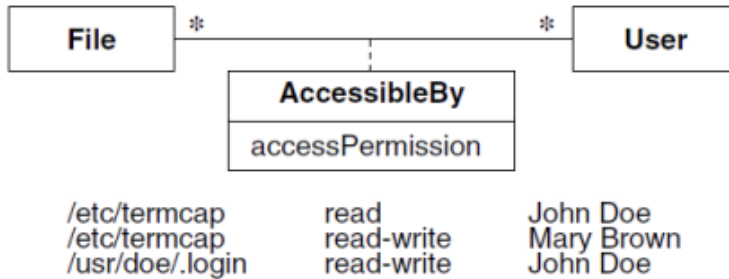 File * * User
AccessibleBy
accessPermission
/etc/termcap read John Doe
/etc/termcap read-write Mary Brown
/usr/doe/.login read-write John Doe